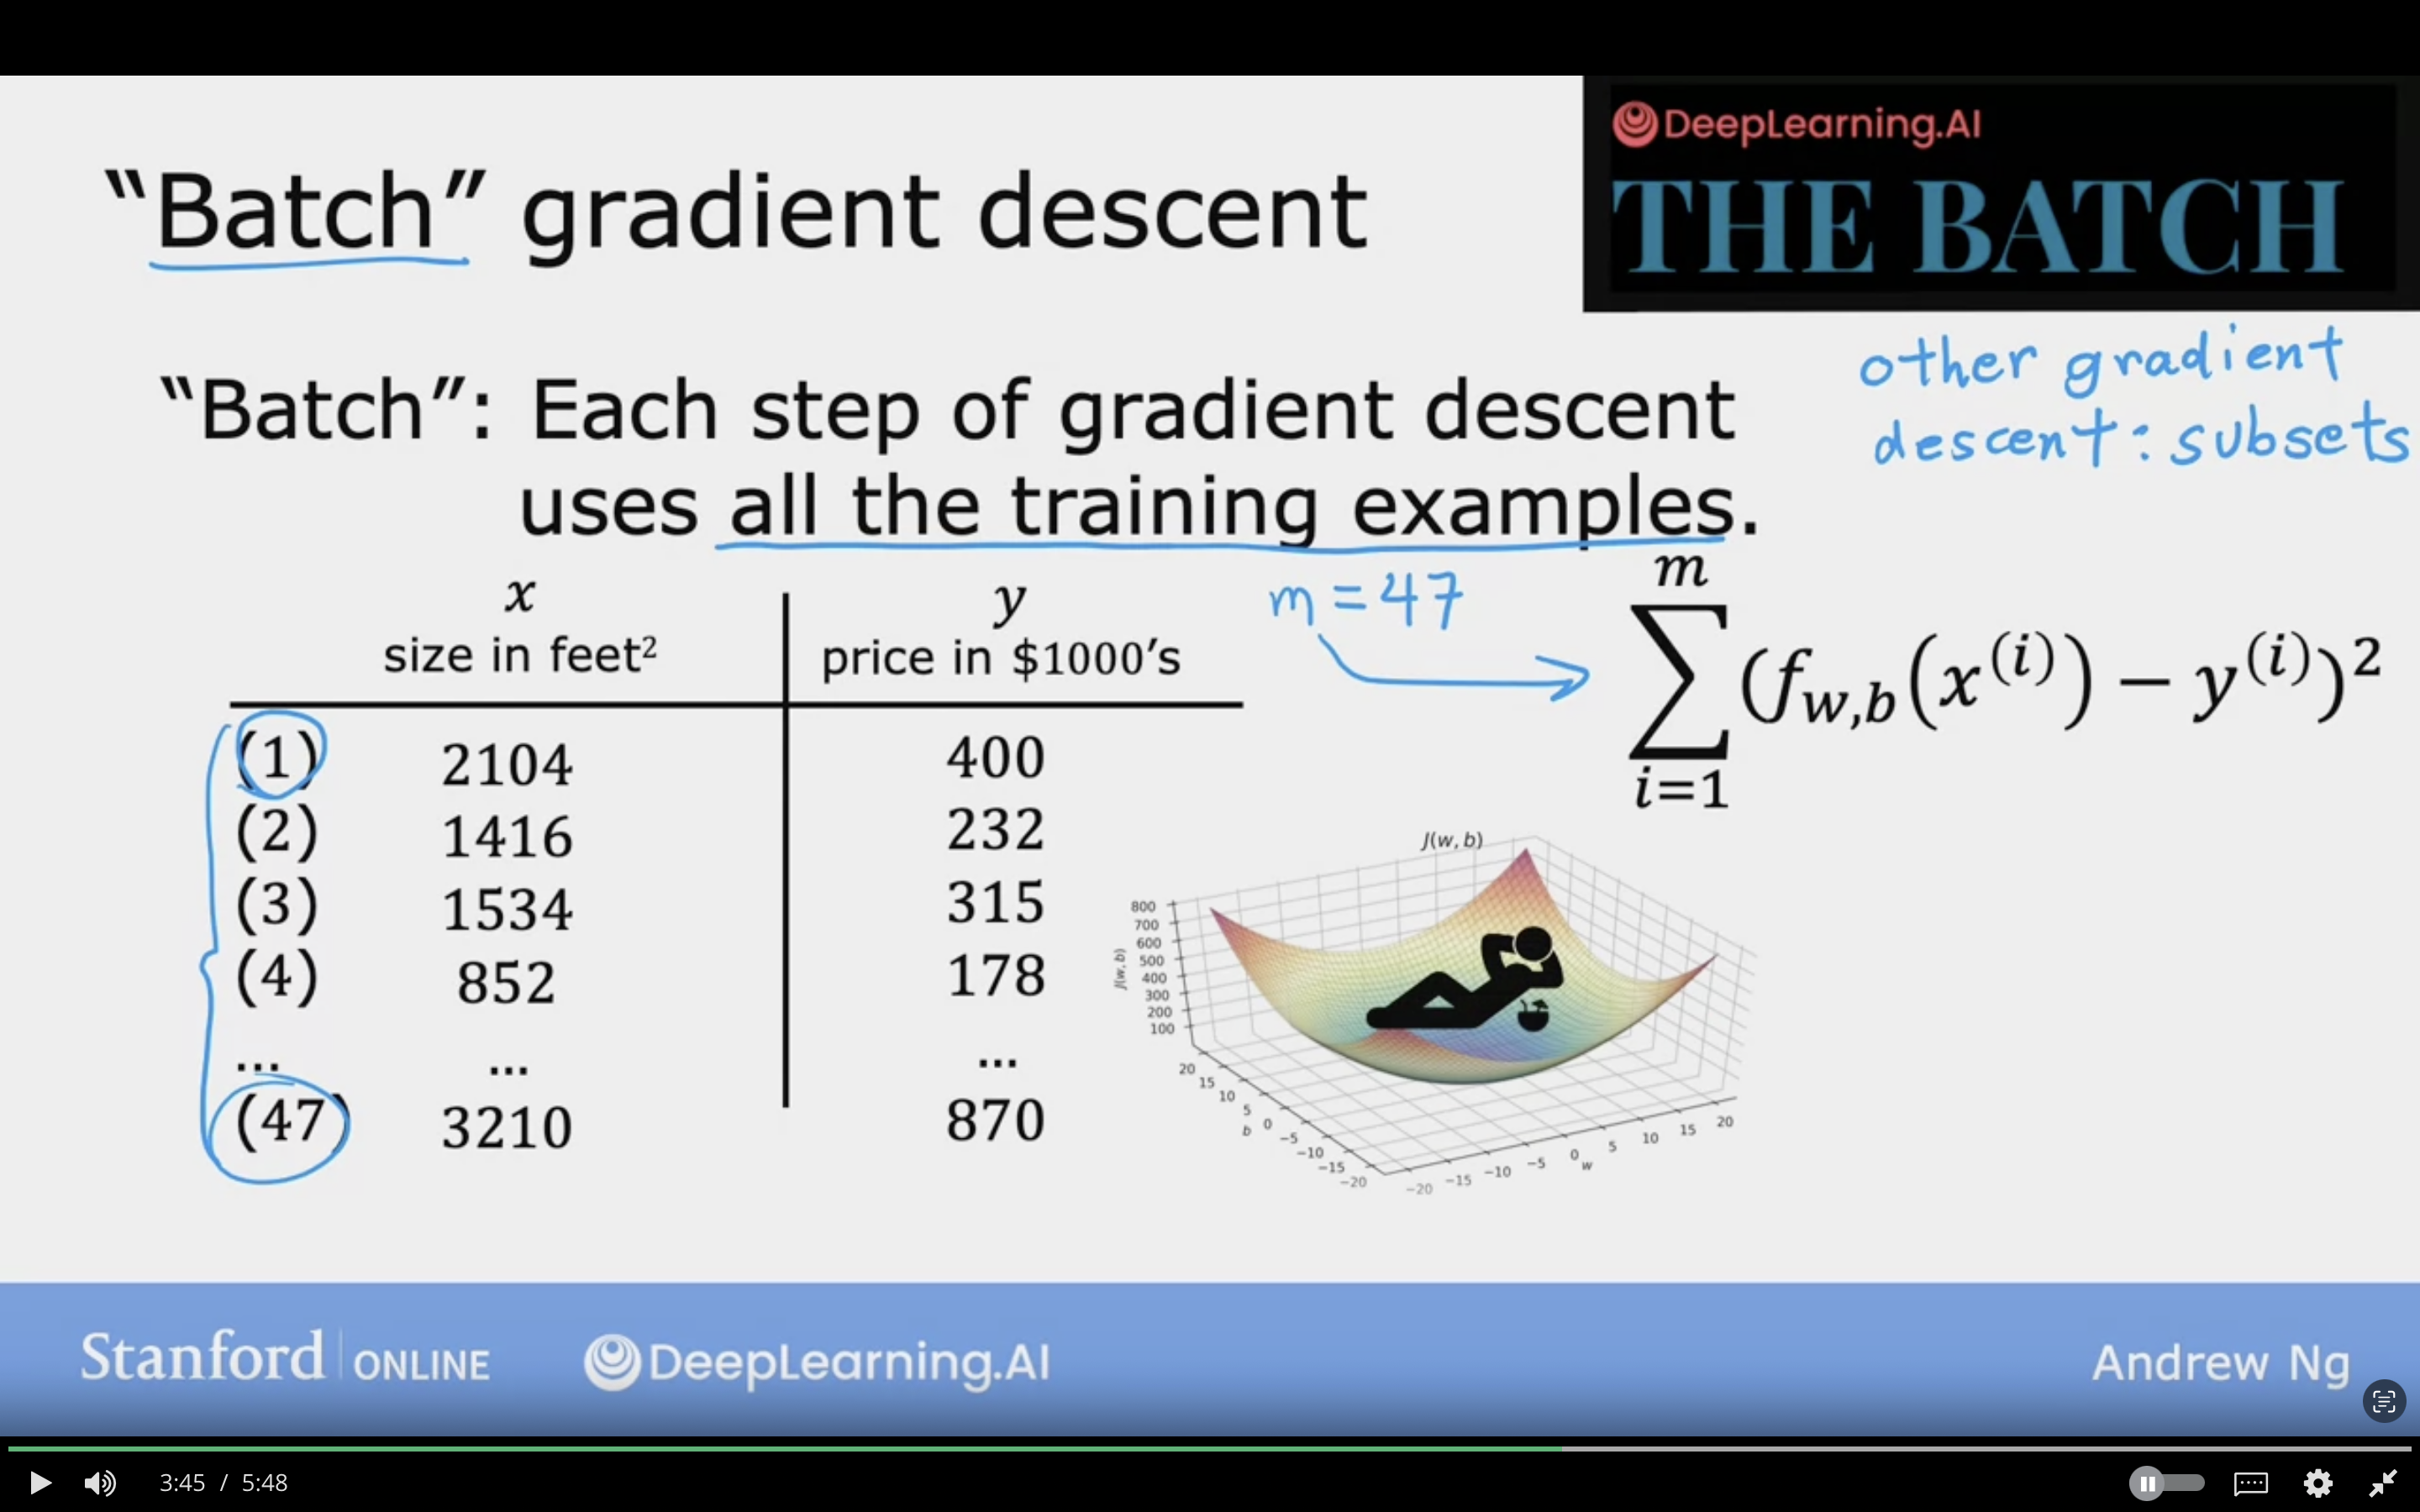 “Batch” gradient descent
DeepLearning.AI
THE BATCH
other gradient
descent: subsets
“Batch”: Each step of gradient descent
uses all the training examples.
x y
size in feet² price in $1000’s
m = 47
m
∑ (f w,b (x⁽ⁱ⁾) − y⁽ⁱ⁾)²
i=1
(1) 2104 400
(2) 1416 232
(3) 1534 315
(4) 852 178
... ... ...
(47) 3210 870
J(w, b)
J(w, b)
800
700
600
500
400
300
200
100
20
15
10
5
0
−5
−10
−15
−20
b
−20 −15 −10 −5 0 5 10 15 20
w
Stanford ONLINE DeepLearning.AI Andrew Ng
3:45 / 5:48